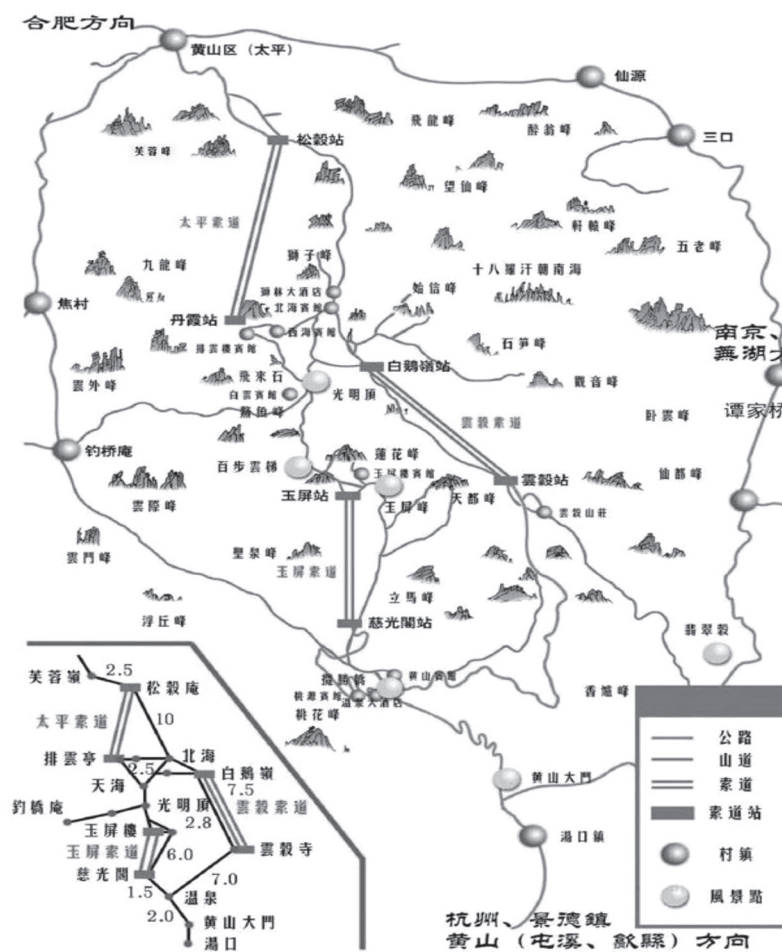 合肥方向
黄山区（太平）
仙源
三口
飛龍峰
醉翁峰
芙蓉峰
松穀站
望仙峰
軒轅峰
五老峰
太平索道
九龍峰
獅子峰
十八羅汗朝南海
獅林大酒店
始信峰
北海賓館
焦村
丹霞站
西海賓館
排雲樓賓館
石笋峰
南京、
蕪湖
白鵝嶺站
飛來石
光明頂
觀音峰
雲外峰
白雲賓館
鰲魚峰
臥雲峰
谭家桥
雲穀索道
钓桥庵
蓮花峰
百步雲梯
玉屏樓賓館
雲穀站
仙都峰
天都峰
雲際峰
玉屏站
玉屏峰
雲穀山莊
雲門峰
聖泉峰
玉屏索道
立馬峰
浮丘峰
慈光閣站
翡翠穀
攬勝橋
黄山賓館
桃源賓館
温泉大酒店
香爐峰
桃花峰
黄山大門
湯口鎮
杭州、景德鎮
黄山（屯溪、歙縣）方向
芙蓉嶺
2.5
松穀庵
太平索道
10
排雲亭
北海
2.5
白鵝嶺
天海
7.5
釣橋庵
光明頂
雲穀索道
2.8
玉屏樓
玉屏索道
6.0
雲穀寺
慈光閣
7.0
1.5
温泉
2.0
黄山大門
湯口
公路
山道
索道
索道站
村鎮
風景點